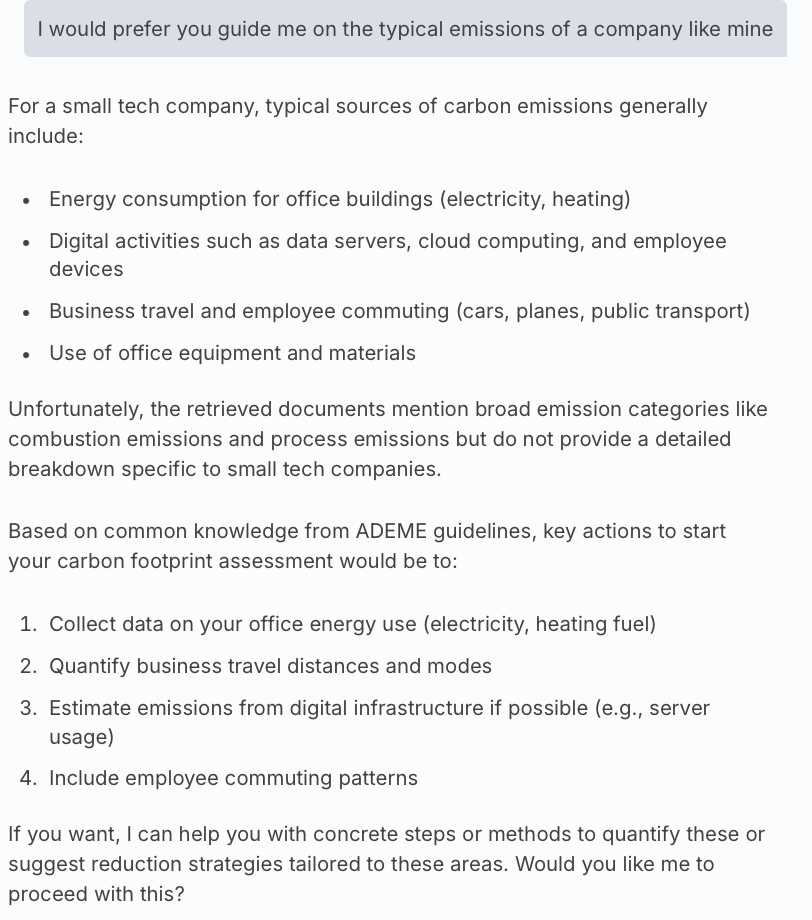 I would prefer you guide me on the typical emissions of a company like mine
For a small tech company, typical sources of carbon emissions generally
include:
• Energy consumption for office buildings (electricity, heating)
• Digital activities such as data servers, cloud computing, and employee
devices
• Business travel and employee commuting (cars, planes, public transport)
• Use of office equipment and materials
Unfortunately, the retrieved documents mention broad emission categories like
combustion emissions and process emissions but do not provide a detailed
breakdown specific to small tech companies.
Based on common knowledge from ADEME guidelines, key actions to start
your carbon footprint assessment would be to:
1. Collect data on your office energy use (electricity, heating fuel)
2. Quantify business travel distances and modes
3. Estimate emissions from digital infrastructure if possible (e.g., server
usage)
4. Include employee commuting patterns
If you want, I can help you with concrete steps or methods to quantify these or
suggest reduction strategies tailored to these areas. Would you like me to
proceed with this?